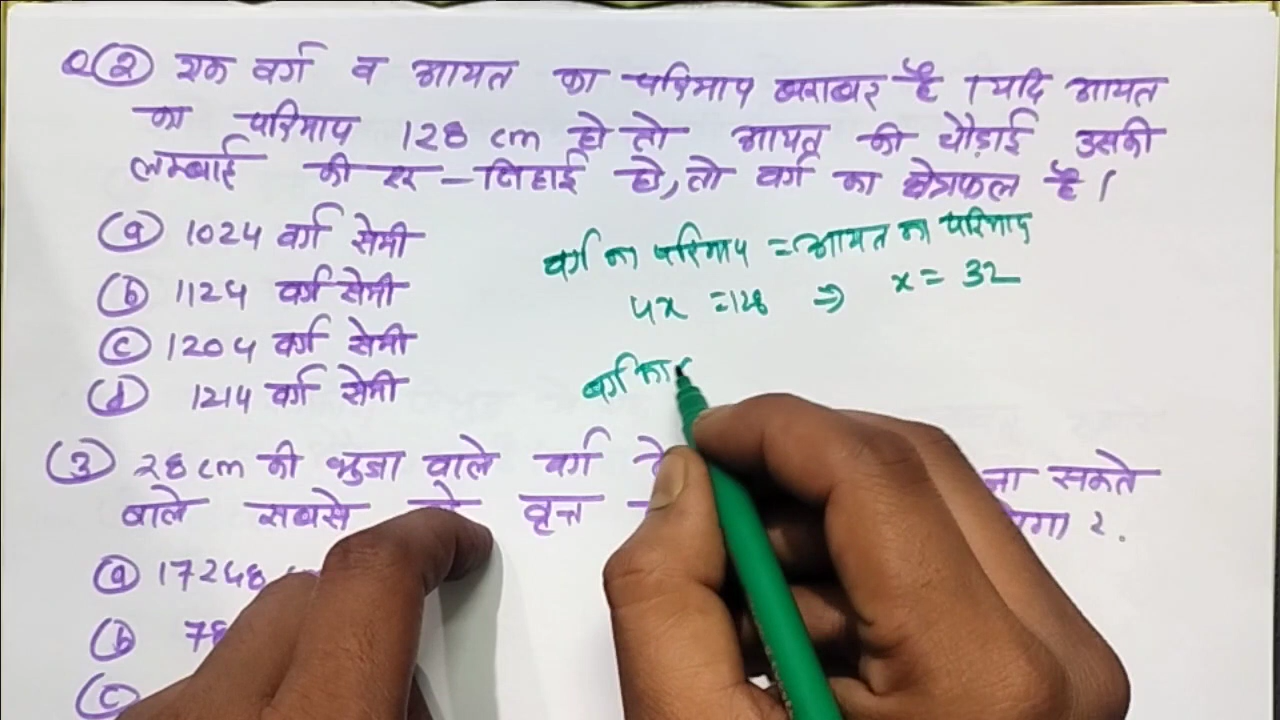 Q② एक वर्ग व आयत का परिमाप बराबर है । यदि आयत
का परिमाप 128 cm हो तो आयत की चौड़ाई उसकी
लम्बाई की एक - तिहाई हो, तो वर्ग का क्षेत्रफल है ।
ⓐ 1024 वर्ग सेमी
ⓑ 1124 वर्ग सेमी
ⓒ 1204 वर्ग सेमी
ⓓ 1214 वर्ग सेमी
वर्ग का परिमाप = आयत का परिमाप
4x = 128 ⇒ x = 32
वर्ग का
③ 28 cm की भुजा वाले वर्ग सकते
वाले सबसे वृत्त
ⓐ 17248
ⓑ
ⓒ